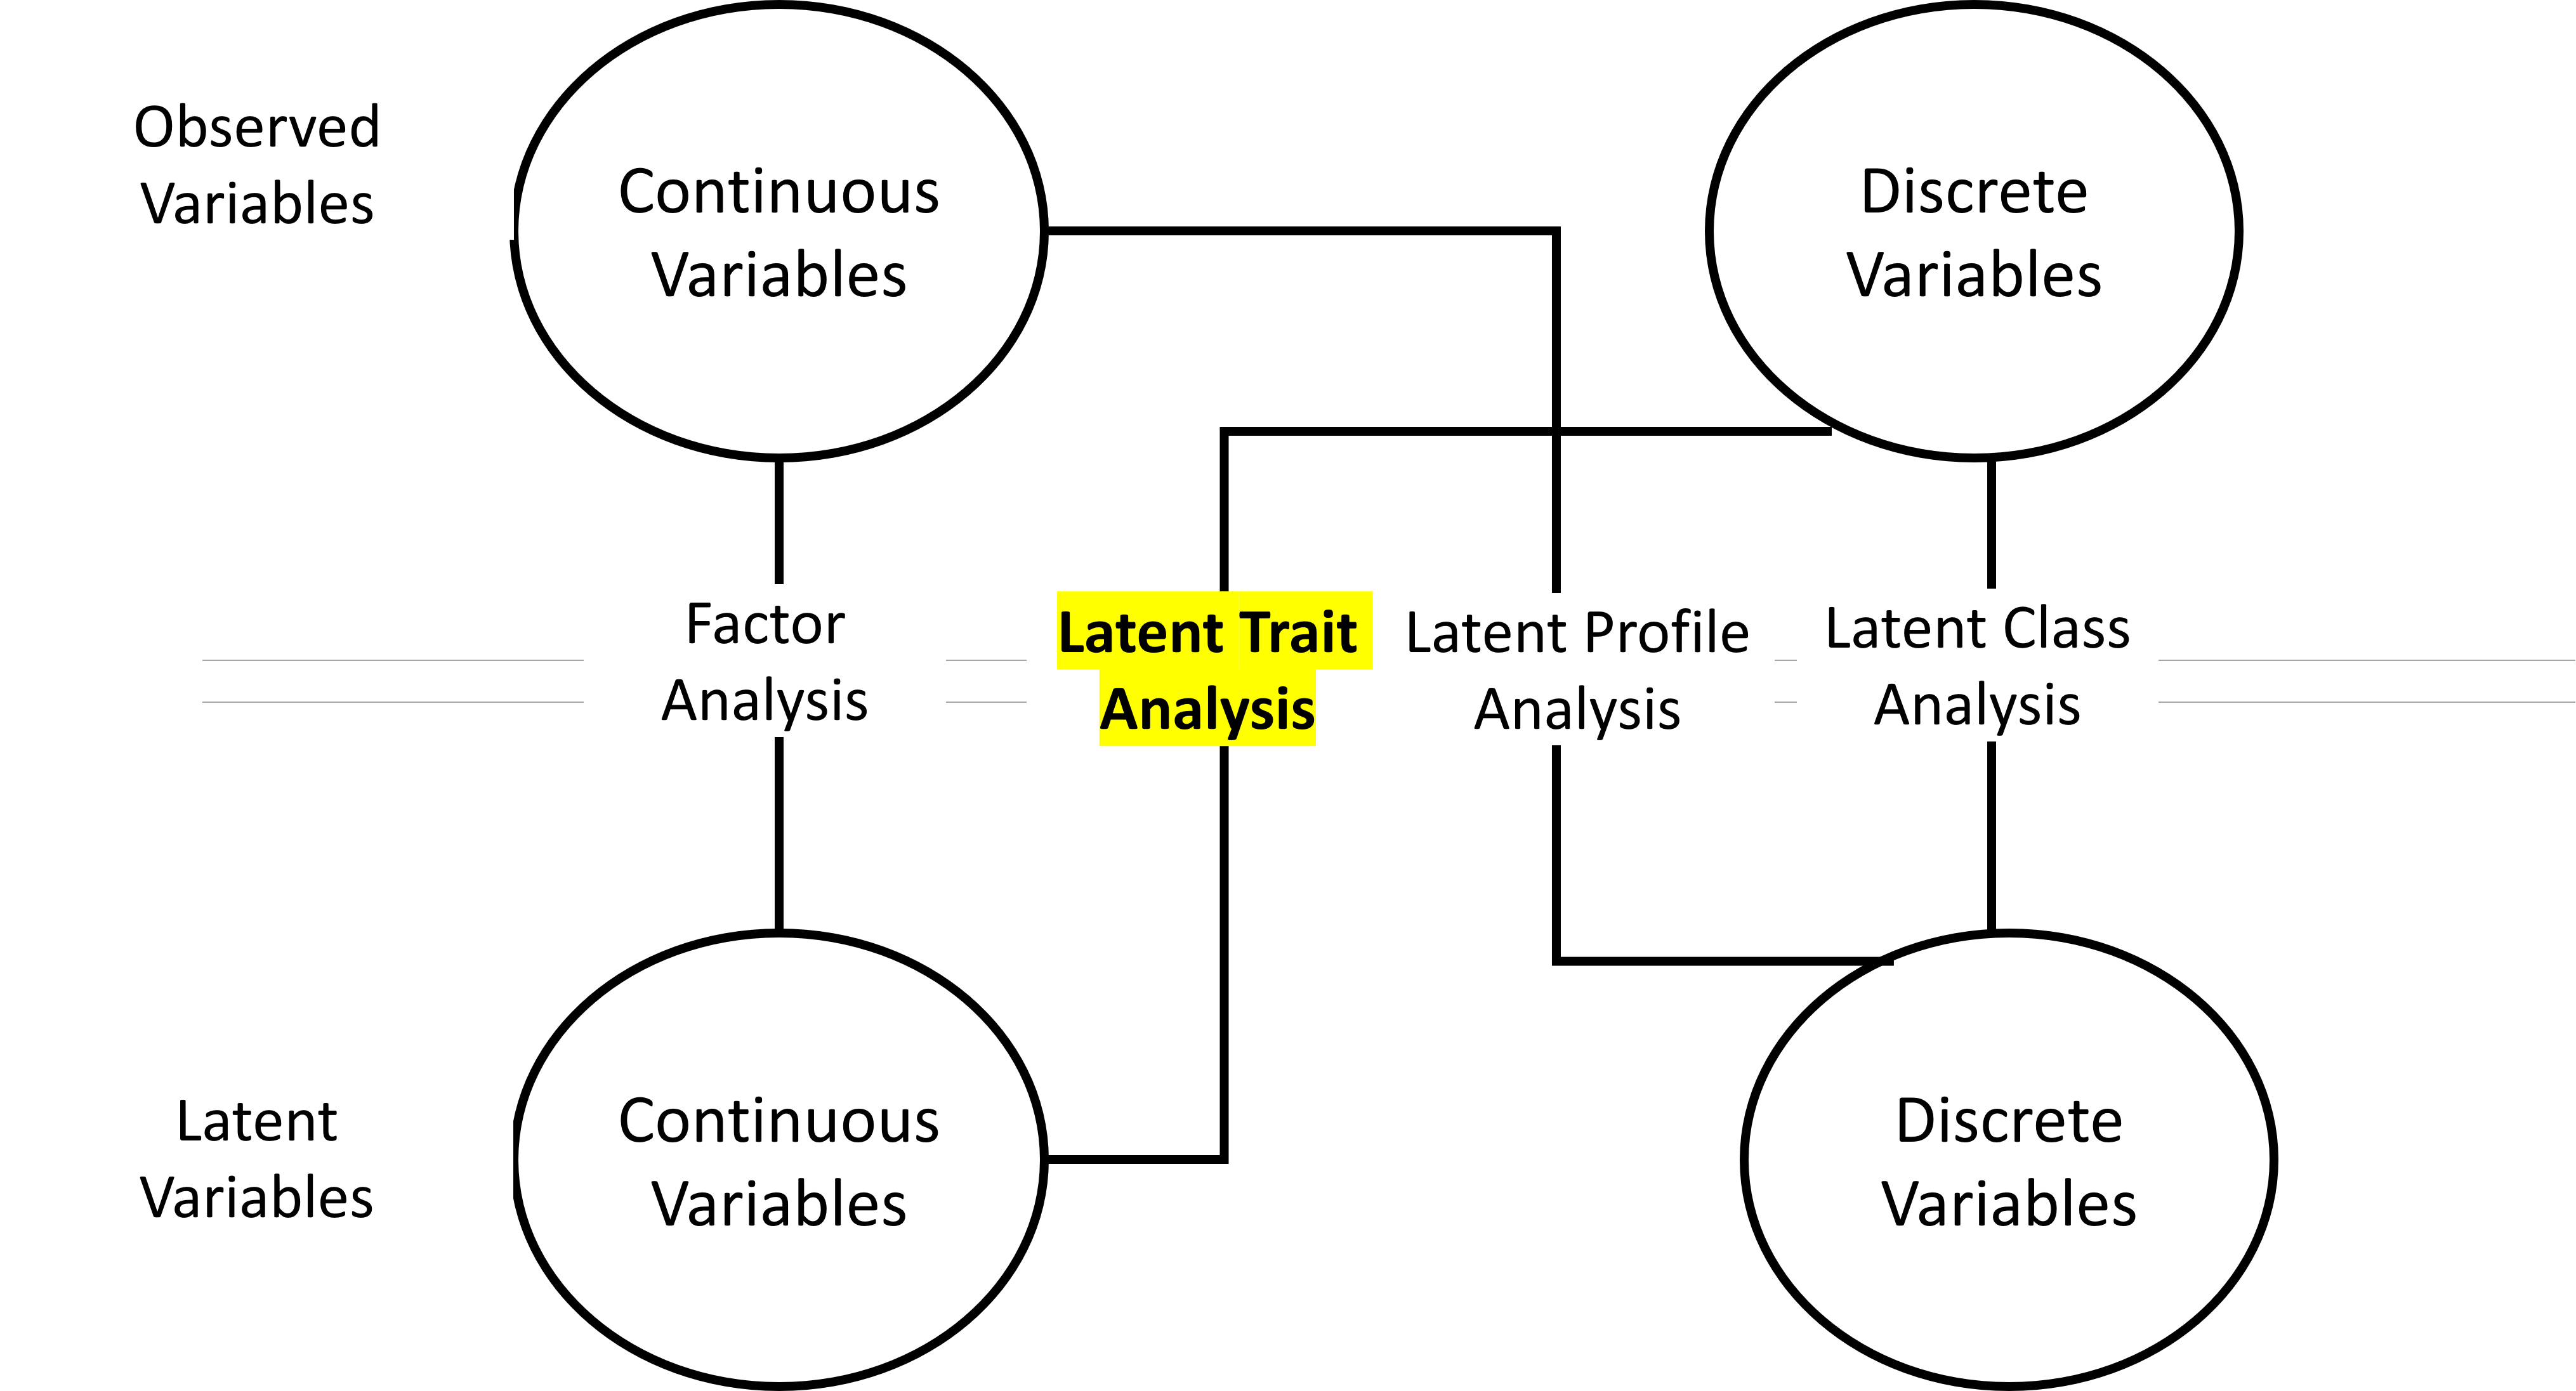 Observed
Variables
Continuous
Variables
Discrete
Variables
Factor
Analysis
Latent Trait
Analysis
Latent Profile
Analysis
Latent Class
Analysis
Latent
Variables
Continuous
Variables
Discrete
Variables